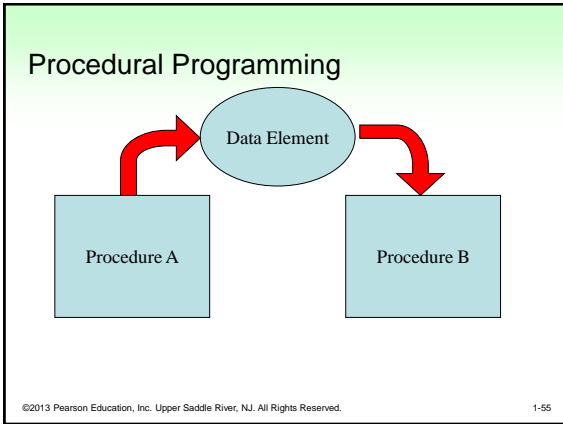 Procedural Programming
Data Element
Procedure A
Procedure B
©2013 Pearson Education, Inc. Upper Saddle River, NJ. All Rights Reserved.
1-55